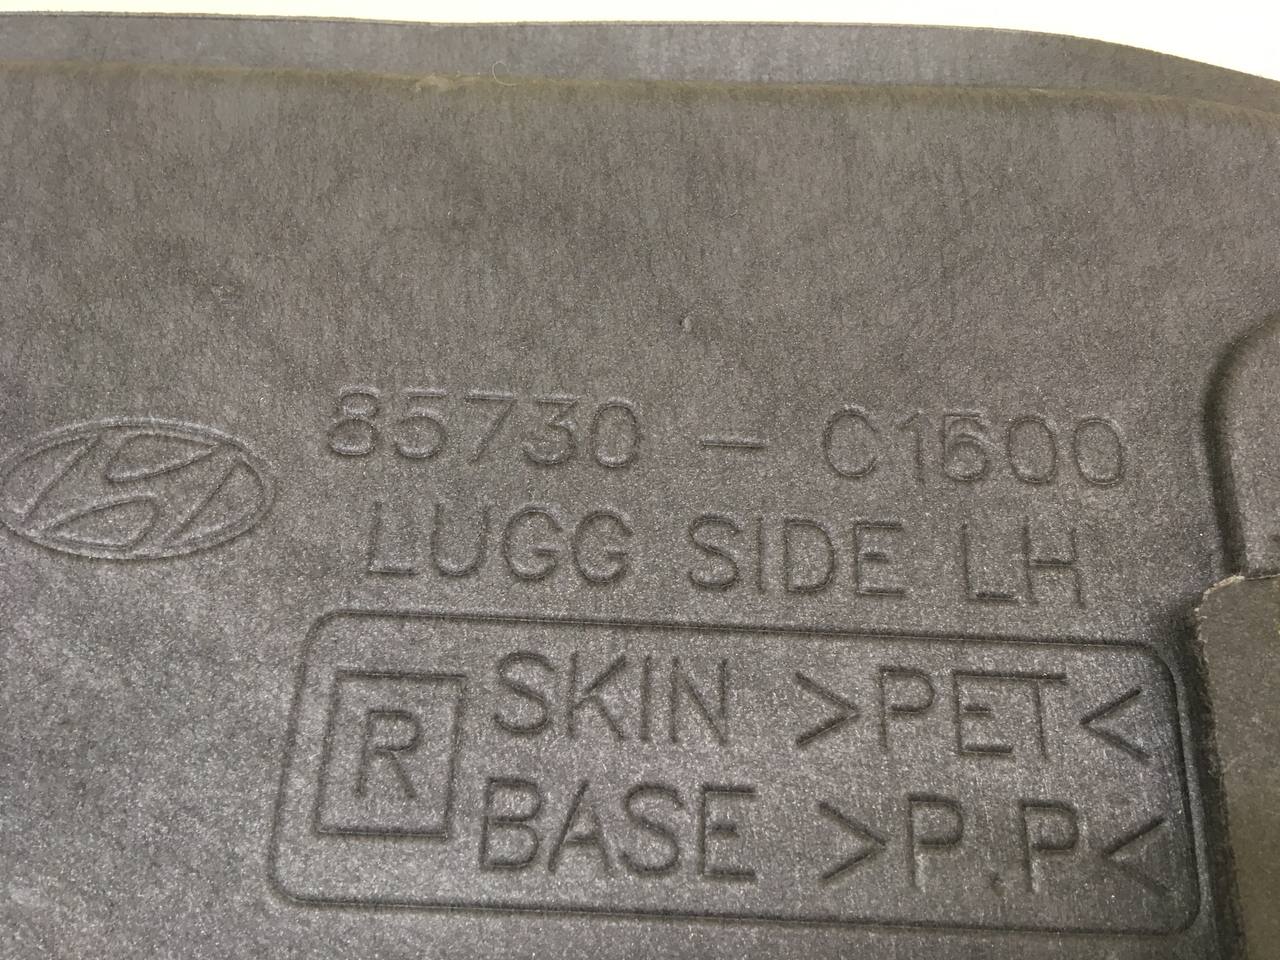 85730 - C1600
LUGG SIDE LH
R
SKIN >PET<
BASE >P.P<